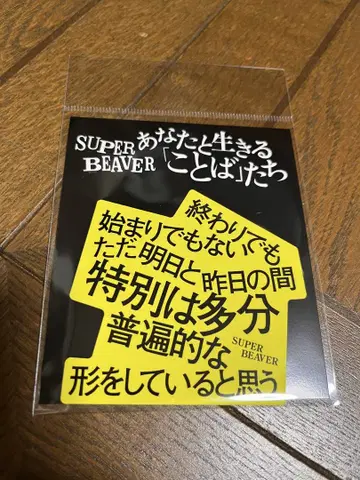 SUPER
BEAVER
あなたと生きる
「ことば」たち
終わりでも
始まりでもない
ただ明日と昨日の間
特別は多分
普遍的な
SUPER
BEAVER
形をしていると思う